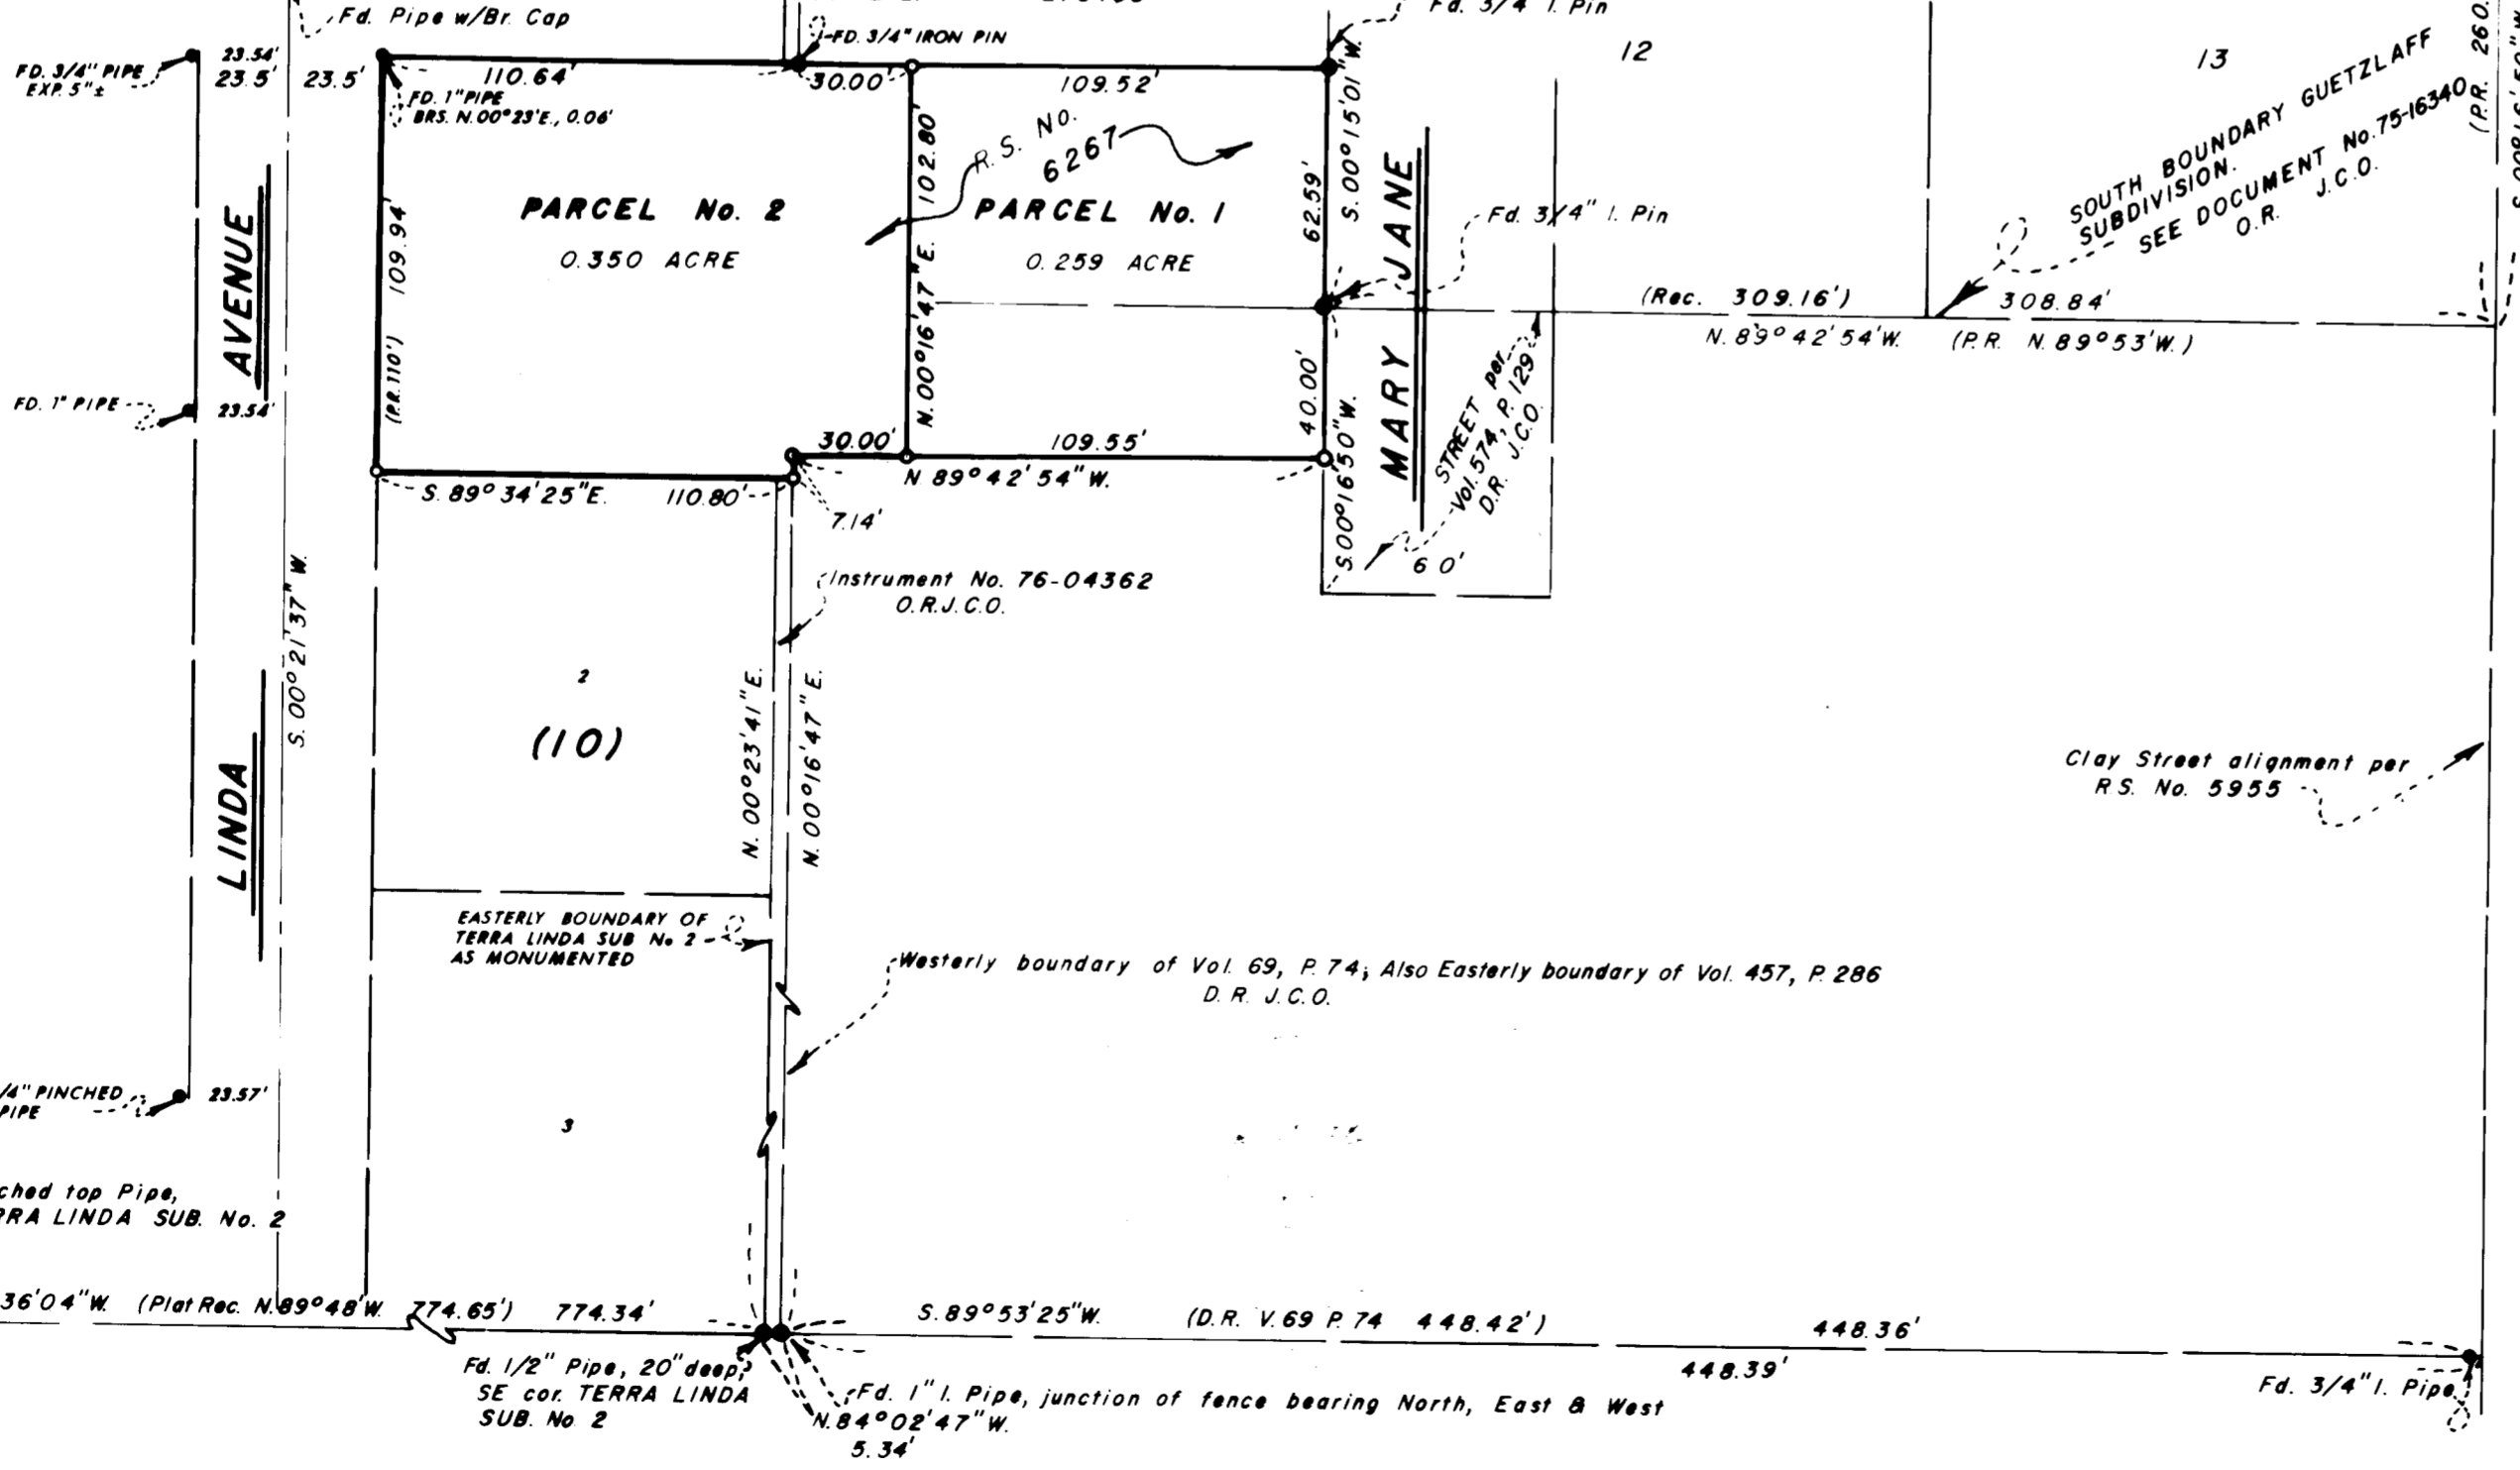 Fd. Pipe w/Br. Cap
Fd. 3/4" I. Pin
FD. 3/4" PIPE
EXP. 5"±
23.54'
23.5'
23.5'
110.64'
FD. 3/4" IRON PIN
30.00'
109.52'
FD. 1" PIPE
BRS. N.00°23'E., 0.06'
12
13
(P.R. 260.
SOUTH BOUNDARY GUETZLAFF
SUBDIVISION.
SEE DOCUMENT No. 75-16340
O.R. J.C.O.
R.S. No.
6267
PARCEL No. 2
0.350 ACRE
PARCEL No. 1
0.259 ACRE
109.94'
(P.R. 110')
102.80'
N.00°16'47"E.
62.59'
S. 00°15'01"W.
Fd. 3/4" I. Pin
AVENUE
LINDA
MARY JANE
(Rec. 309.16')
308.84'
N. 89°42'54"W.
(P.R. N.89°53'W.)
FD. 1" PIPE
23.54'
40.00'
S.00°16'50"W.
STREET per
Vol. 574, P. 129
D.R. J.C.O.
60'
30.00'
109.55'
N 89°42'54"W.
S. 89°34'25"E.
110.80'
7.14'
Instrument No. 76-04362
O.R.J.C.O.
S. 00°21'37"W.
2
(10)
N. 00°23'41"E.
N. 00°16'47"E.
Clay Street alignment per
R.S. No. 5955
EASTERLY BOUNDARY OF
TERRA LINDA SUB No 2
AS MONUMENTED
Westerly boundary of Vol. 69, P. 74; Also Easterly boundary of Vol. 457, P. 286
D. R. J.C.O.
/4" PINCHED
PIPE
23.57'
3
ched top Pipe,
RRA LINDA SUB. No. 2
36'04"W.
(Plat Rec. N.89°48'W. 774.65')
774.34'
S. 89°53'25"W.
(D.R. V. 69 P. 74 448.42')
448.36'
448.39'
Fd. 1/2" Pipe, 20" deep,
SE cor. TERRA LINDA
SUB. No 2
Fd. 1" I. Pipe, junction of fence bearing North, East & West
N.84°02'47"W.
5.34'
Fd. 3/4" I. Pipe